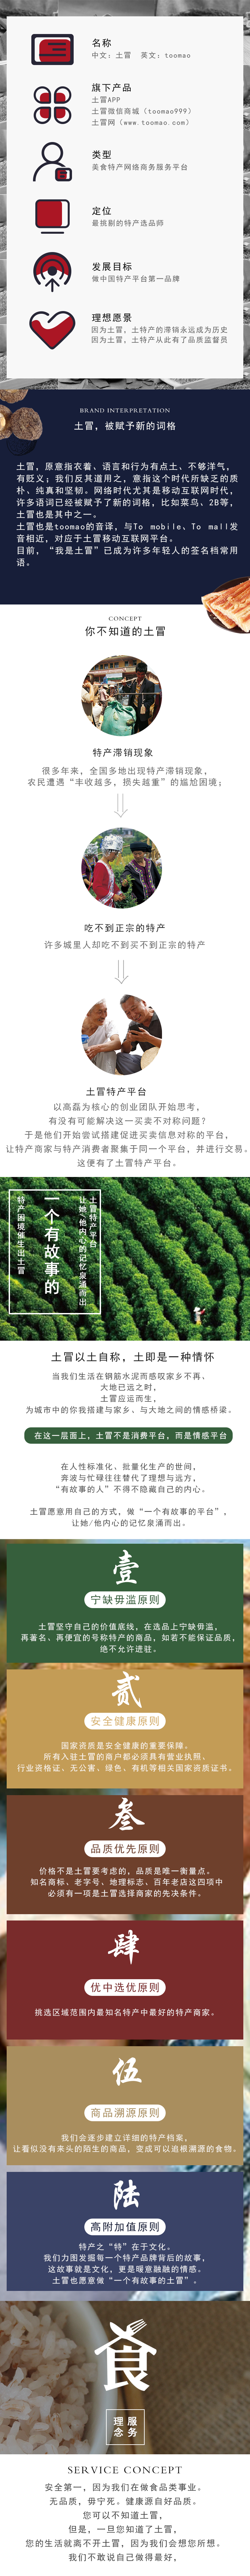 名称
中文：土冒  英文：toomao
旗下产品
土冒APP
土冒微信商城（toomao999）
土冒网（www.toomao.com）
类型
美食特产网络商务服务平台
定位
最挑剔的特产选品师
发展目标
做中国特产平台第一品牌
理想愿景
因为土冒，土特产的滞销永远成为历史
因为土冒，土特产从此有了品质监督员
BRAND INTERPRETATION
土冒，被赋予新的词格
土冒，原意指衣着、语言和行为有点土、不够洋气，
有贬义；我们反其道用之，意指这个时代所缺乏的质
朴、纯真和坚韧。网络时代尤其是移动互联网时代，
许多语词已经被赋予了新的词格，比如菜鸟、2B等，
土冒也是其中之一。
土冒也是toomao的音译，与To mobile、To mall发
音相近，对应于土冒移动互联网平台。
目前，“我是土冒”已成为许多年轻人的签名档常用
语。
CONCEPT
你不知道的土冒
特产滞销现象
很多年来，全国多地出现特产滞销现象，
农民遭遇“丰收越多，损失越重”的尴尬困境；
吃不到正宗的特产
许多城里人却吃不到买不到正宗的特产
土冒特产平台
以高磊为核心的创业团队开始思考，
有没有可能解决这一买卖不对称问题？
于是他们开始尝试搭建促进买卖信息对称的平台，
让特产商家与特产消费者聚集于同一个平台，并进行交易。
这便有了土冒特产平台。
土冒特产平台
让她/他内心的记忆泉涌而出
一个有故事的
特产困境催生出土冒
土冒以土自称，土即是一种情怀
当我们生活在钢筋水泥而感叹家乡不再、
大地已远之时，
土冒应运而生，
为城市中的你我搭建与家乡、与大地之间的情感桥梁。
在这一层面上，土冒不是消费平台，而是情感平台
在人性标准化、批量化生产的世间，
奔波与忙碌往往替代了理想与远方，
“有故事的人”不得不隐藏自己的内心。
土冒愿意用自己的方式，做“一个有故事的平台”，
让她/他内心的记忆泉涌而出。
壹
宁缺毋滥原则
土冒坚守自己的价值底线，在选品上宁缺毋滥，
再著名、再便宜的号称特产的商品，如若不能保证品质，
绝不允许进驻。
贰
安全健康原则
国家资质是安全健康的重要保障。
所有入驻土冒的商户都必须具有营业执照、
行业资格证、无公害、绿色、有机等相关国家资质证书。
叁
品质优先原则
价格不是土冒要考虑的，品质是唯一衡量点。
知名商标、老字号、地理标志、百年老店这四项中
必须有一项是土冒选择商家的先决条件。
肆
优中选优原则
挑选区域范围内最知名特产中最好的特产商家。
伍
商品溯源原则
我们会逐步建立详细的特产档案，
让看似没有来头的陌生的商品，变成可以追根溯源的食物。
陆
高附加值原则
特产之“特”在于文化。
我们力图发掘每一个特产品牌背后的故事，
这故事就是文化，更是暖意融融的情感。
土冒也愿意做“一个有故事的土冒”。
食
服务
理念
SERVICE CONCEPT
安全第一，因为我们在做食品类事业。
无品质，毋宁死。健康源自好品质。
您可以不知道土冒，
但是，一旦您知道了土冒，
您的生活就离不开土冒，因为我们会想您所想。
我们不敢说自己做得最好，